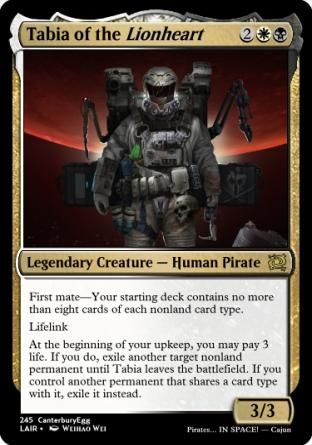 Tabia of the Lionheart 2
Legendary Creature — Human Pirate
First mate—Your starting deck contains no more
than eight cards of each nonland card type.
Lifelink
At the beginning of your upkeep, you may pay 3
life. If you do, exile another target nonland
permanent until Tabia leaves the battlefield. If you
control another permanent that shares a card type
with it, exile it instead.
3/3
245 CanterburyEgg
LAIR • Weihao Wei
Pirates... IN SPACE! — Cajun